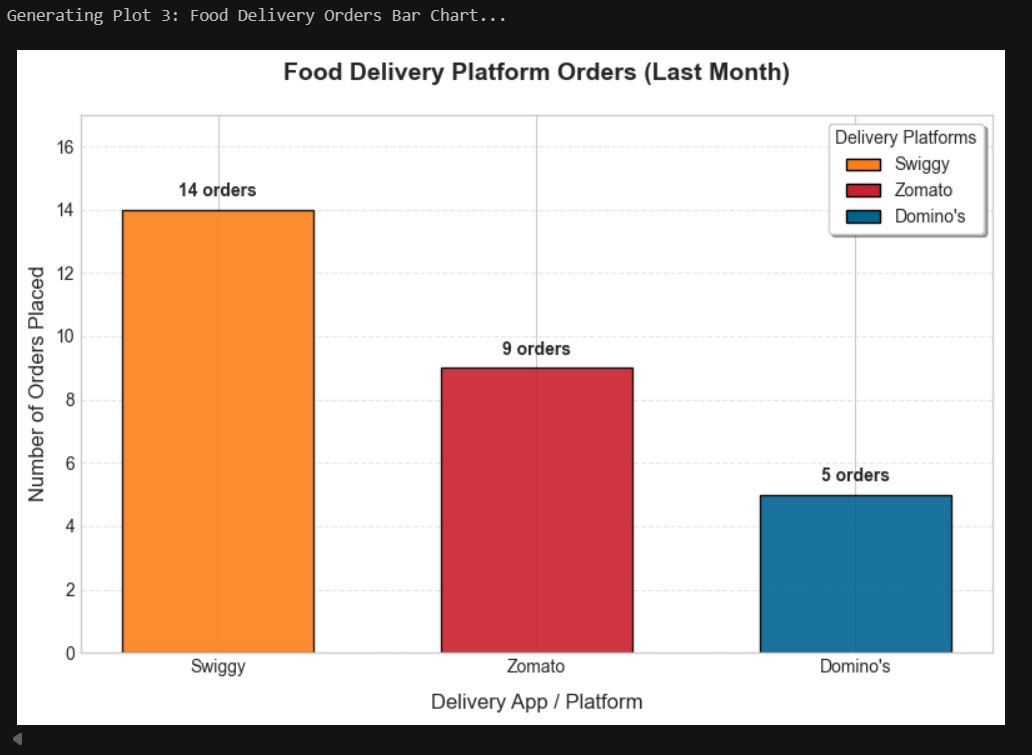 Generating Plot 3: Food Delivery Orders Bar Chart...
Food Delivery Platform Orders (Last Month)
Delivery Platforms
Swiggy
Zomato
Domino's
14 orders
9 orders
5 orders
Number of Orders Placed
16
14
12
10
8
6
4
2
0
Swiggy Zomato Domino's
Delivery App / Platform